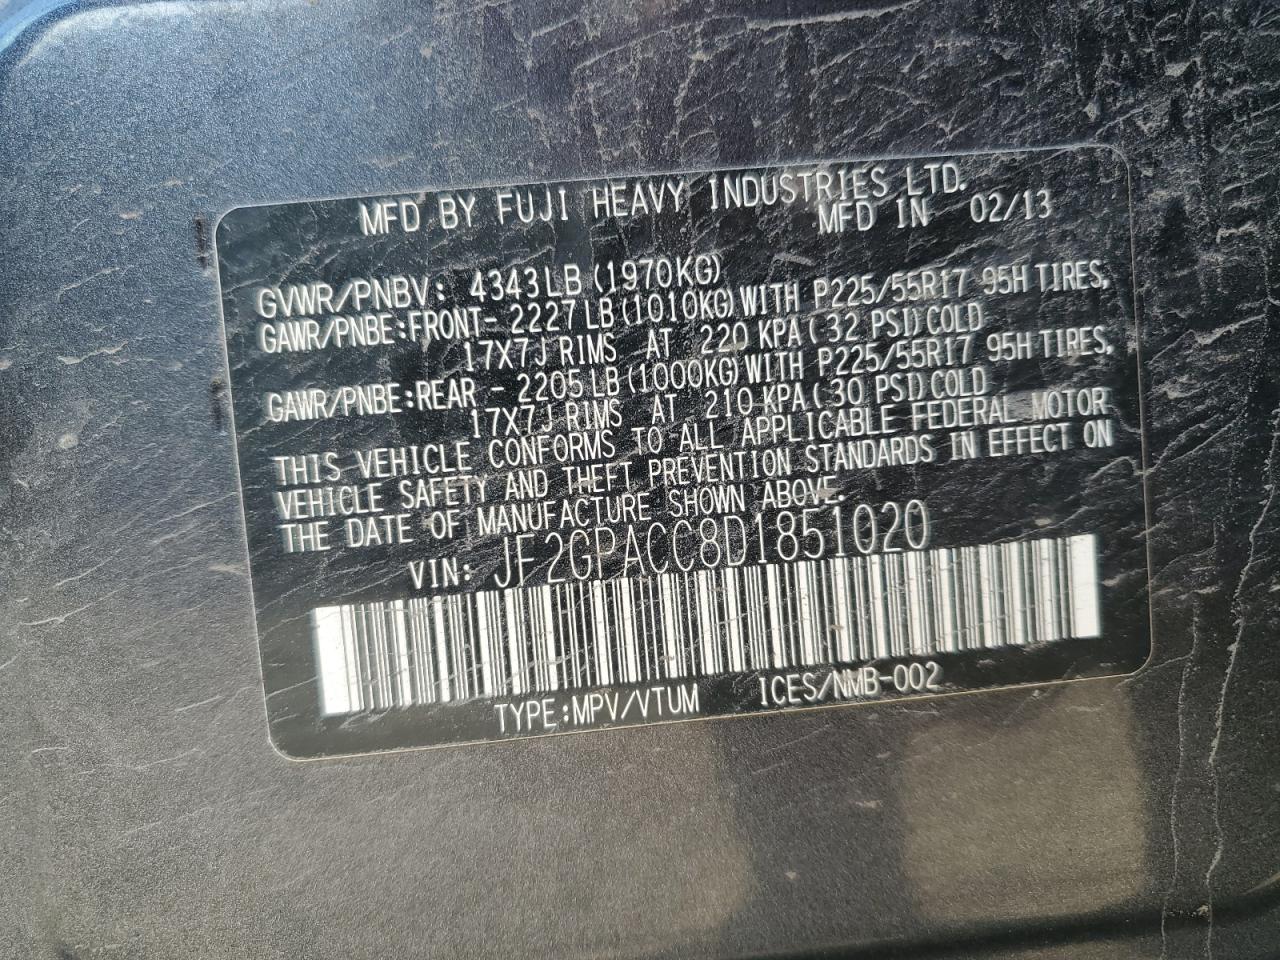 MFD BY FUJI HEAVY INDUSTRIES LTD.
MFD IN 02/13
GVWR/PNBV: 4343LB(1970KG)
GAWR/PNBE:FRONT-2227LB(1010KG)WITH P225/55R17 95H TIRES,
17X7J RIMS AT 220 KPA(32 PSI)COLD
GAWR/PNBE:REAR -2205LB(1000KG)WITH P225/55R17 95H TIRES,
17X7J RIMS AT 210 KPA(30 PSI)COLD
THIS VEHICLE CONFORMS TO ALL APPLICABLE FEDERAL MOTOR
VEHICLE SAFETY AND THEFT PREVENTION STANDARDS IN EFFECT ON
THE DATE OF MANUFACTURE SHOWN ABOVE.
VIN: JF2GPACC8D1851020
TYPE:MPV/VTUM ICES/NMB-002